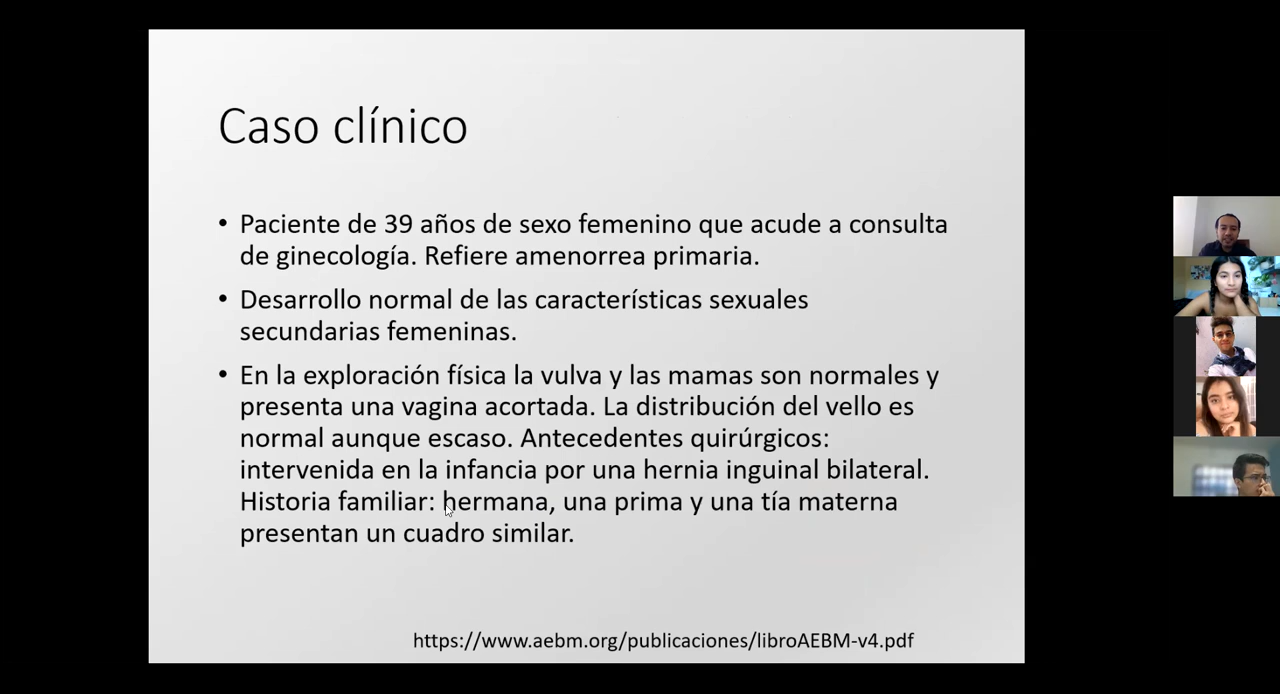 Caso clínico
• Paciente de 39 años de sexo femenino que acude a consulta
de ginecología. Refiere amenorrea primaria.
• Desarrollo normal de las características sexuales
secundarias femeninas.
• En la exploración física la vulva y las mamas son normales y
presenta una vagina acortada. La distribución del vello es
normal aunque escaso. Antecedentes quirúrgicos:
intervenida en la infancia por una hernia inguinal bilateral.
Historia familiar: hermana, una prima y una tía materna
presentan un cuadro similar.
https://www.aebm.org/publicaciones/libroAEBM-v4.pdf